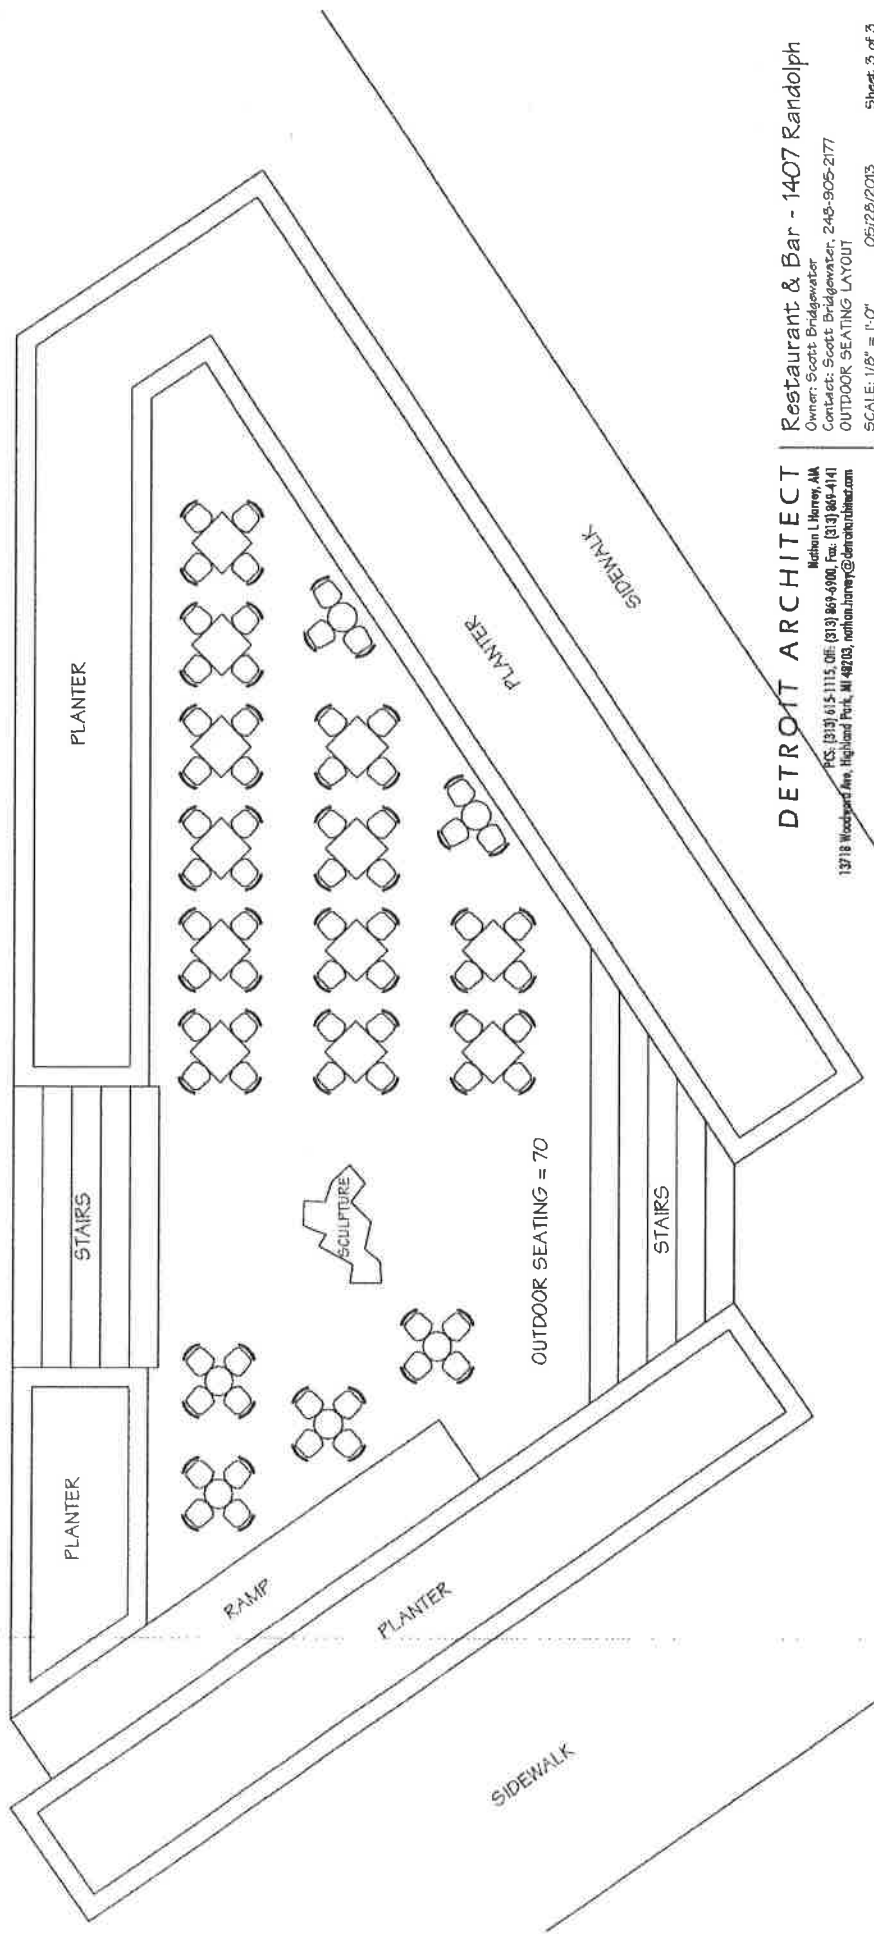 PLANTER
STAIRS
PLANTER
SCULPTURE
OUTDOOR SEATING = 70
STAIRS
RAMP
PLANTER
PLANTER
SIDEWALK
SIDEWALK
DETROIT ARCHITECT
Nathan L Harvey, AIA
PCS: (313) 615-1115, Off: (313) 869-6900, Fax: (313) 869-4141
13718 Woodward Ave, Highland Park, MI 48203, nathan.harvey@detroitarchitect.com
Restaurant & Bar - 1407 Randolph
Owner: Scott Bridgewater
Contact: Scott Bridgewater, 248-905-2177
OUTDOOR SEATING LAYOUT
SCALE: 1/8" = 1'-0" 05/28/2013 Sheet 3 of 3